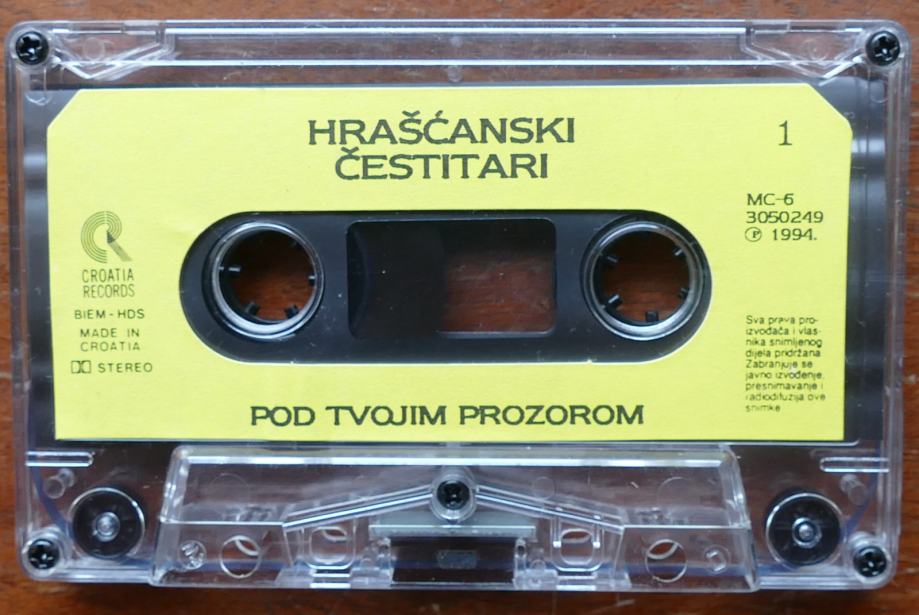 HRAŠĆANSKI
ČESTITARI
1
MC-6
3050249
Ⓟ 1994.
CROATIA
RECORDS
BIEM - HDS
MADE IN
CROATIA
STEREO
Sva prava pro-
izvođača i vlas-
nika snimljenog
dijela pridržana.
Zabranjuje se
javno izvođenje,
presnimavanje i
radiodifuzija ove
snimke
POD TVOJIM PROZOROM